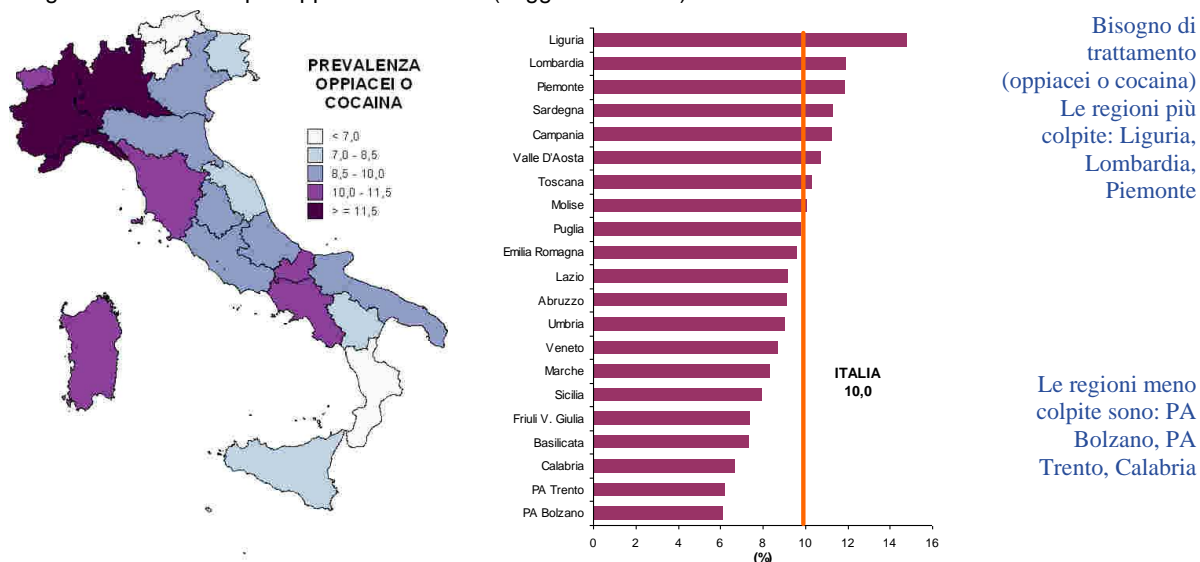 PREVALENZA
OPPIACEI O
COCAINA
< 7,0
7,0 - 8,5
8,5 - 10,0
10,0 - 11,5
> = 11,5
Liguria
Lombardia
Piemonte
Sardegna
Campania
Valle D'Aosta
Toscana
Molise
Puglia
Emilia Romagna
Lazio
Abruzzo
Umbria
Veneto
Marche
Sicilia
Friuli V. Giulia
Basilicata
Calabria
PA Trento
PA Bolzano
ITALIA
10,0
0 2 4 6 8 10 12 14 16
(%)
Bisogno di
trattamento
(oppiacei o cocaina)
Le regioni più
colpite: Liguria,
Lombardia,
Piemonte
Le regioni meno
colpite sono: PA
Bolzano, PA
Trento, Calabria